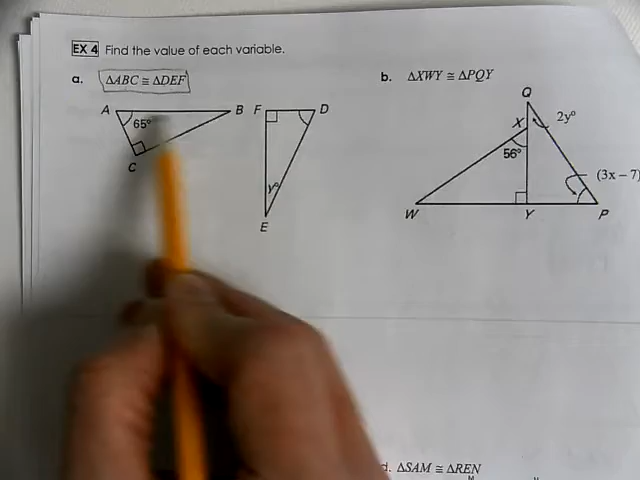 EX 4 Find the value of each variable.
a. △ABC ≅ △DEF
b. △XWY ≅ △PQY
A
B
F
D
65°
C
y°
E
Q
X
2y°
56°
(3x – 7)
W
Y
P
d. △SAM ≅ △REN